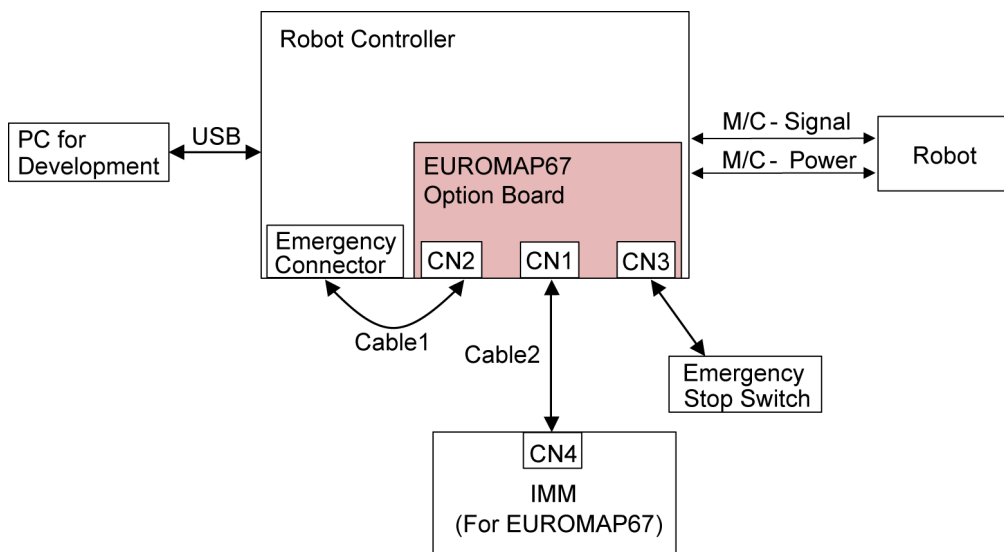 Robot Controller
PC for
Development
USB
M/C - Signal
M/C - Power
Robot
EUROMAP67
Option Board
Emergency
Connector
CN2
CN1
CN3
Cable1
Cable2
Emergency
Stop Switch
CN4
IMM
(For EUROMAP67)